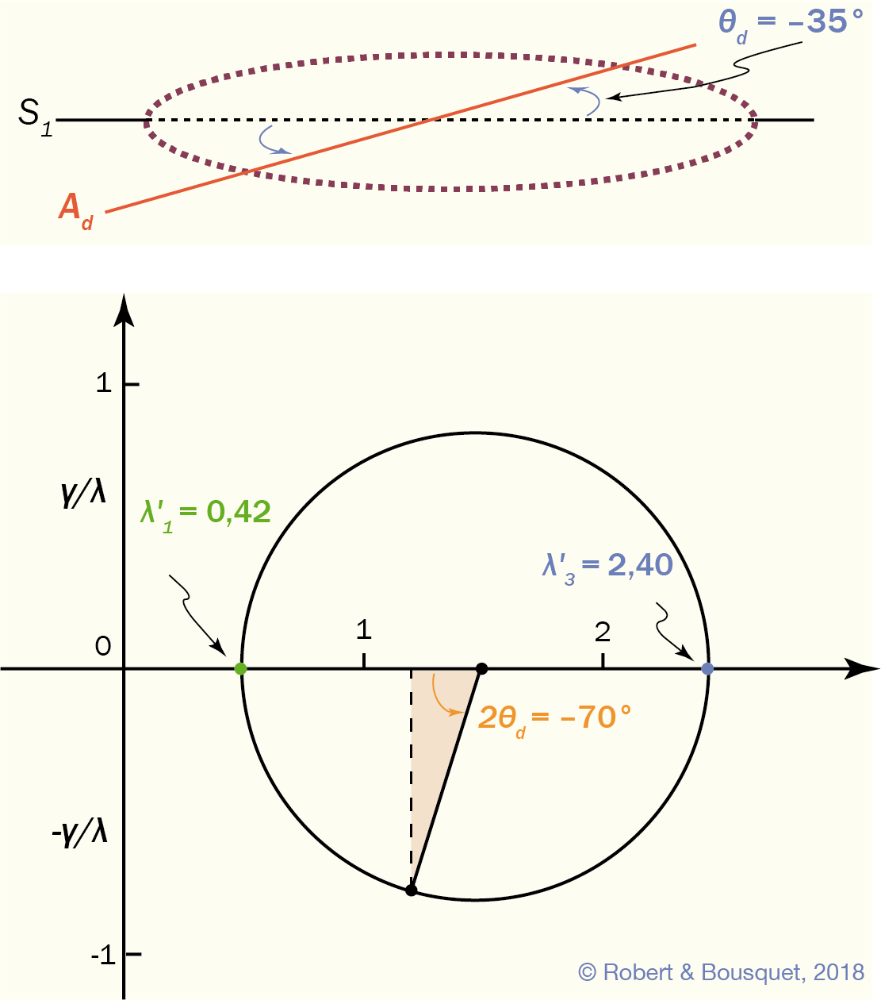 θd = –35°
S1
Ad
1
γ/λ
λ'1 = 0,42
λ'3 = 2,40
0
1
2
2θd = –70°
-γ/λ
-1
© Robert & Bousquet, 2018